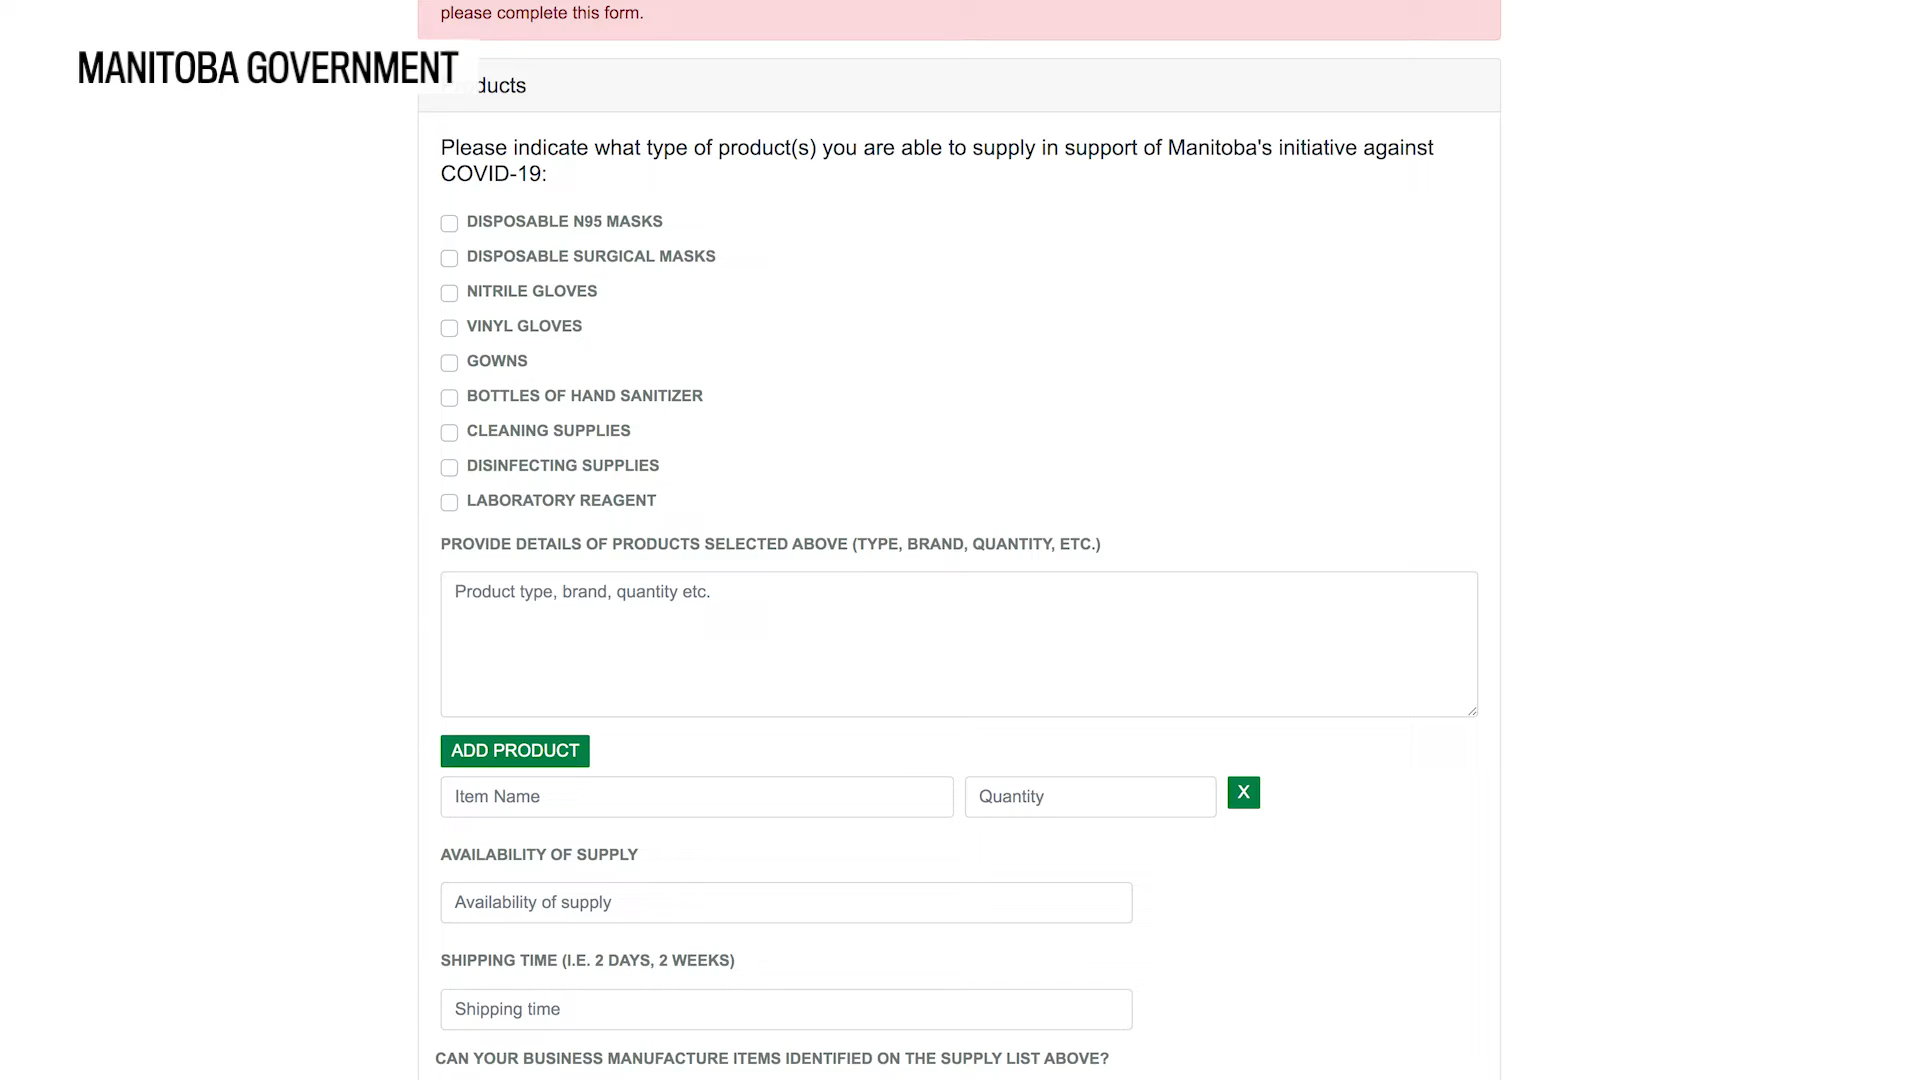 please complete this form.
MANITOBA GOVERNMENT
ducts
Please indicate what type of product(s) you are able to supply in support of Manitoba's initiative against
COVID-19:
DISPOSABLE N95 MASKS
DISPOSABLE SURGICAL MASKS
NITRILE GLOVES
VINYL GLOVES
GOWNS
BOTTLES OF HAND SANITIZER
CLEANING SUPPLIES
DISINFECTING SUPPLIES
LABORATORY REAGENT
PROVIDE DETAILS OF PRODUCTS SELECTED ABOVE (TYPE, BRAND, QUANTITY, ETC.)
Product type, brand, quantity etc.
ADD PRODUCT
Item Name Quantity X
AVAILABILITY OF SUPPLY
Availability of supply
SHIPPING TIME (I.E. 2 DAYS, 2 WEEKS)
Shipping time
CAN YOUR BUSINESS MANUFACTURE ITEMS IDENTIFIED ON THE SUPPLY LIST ABOVE?